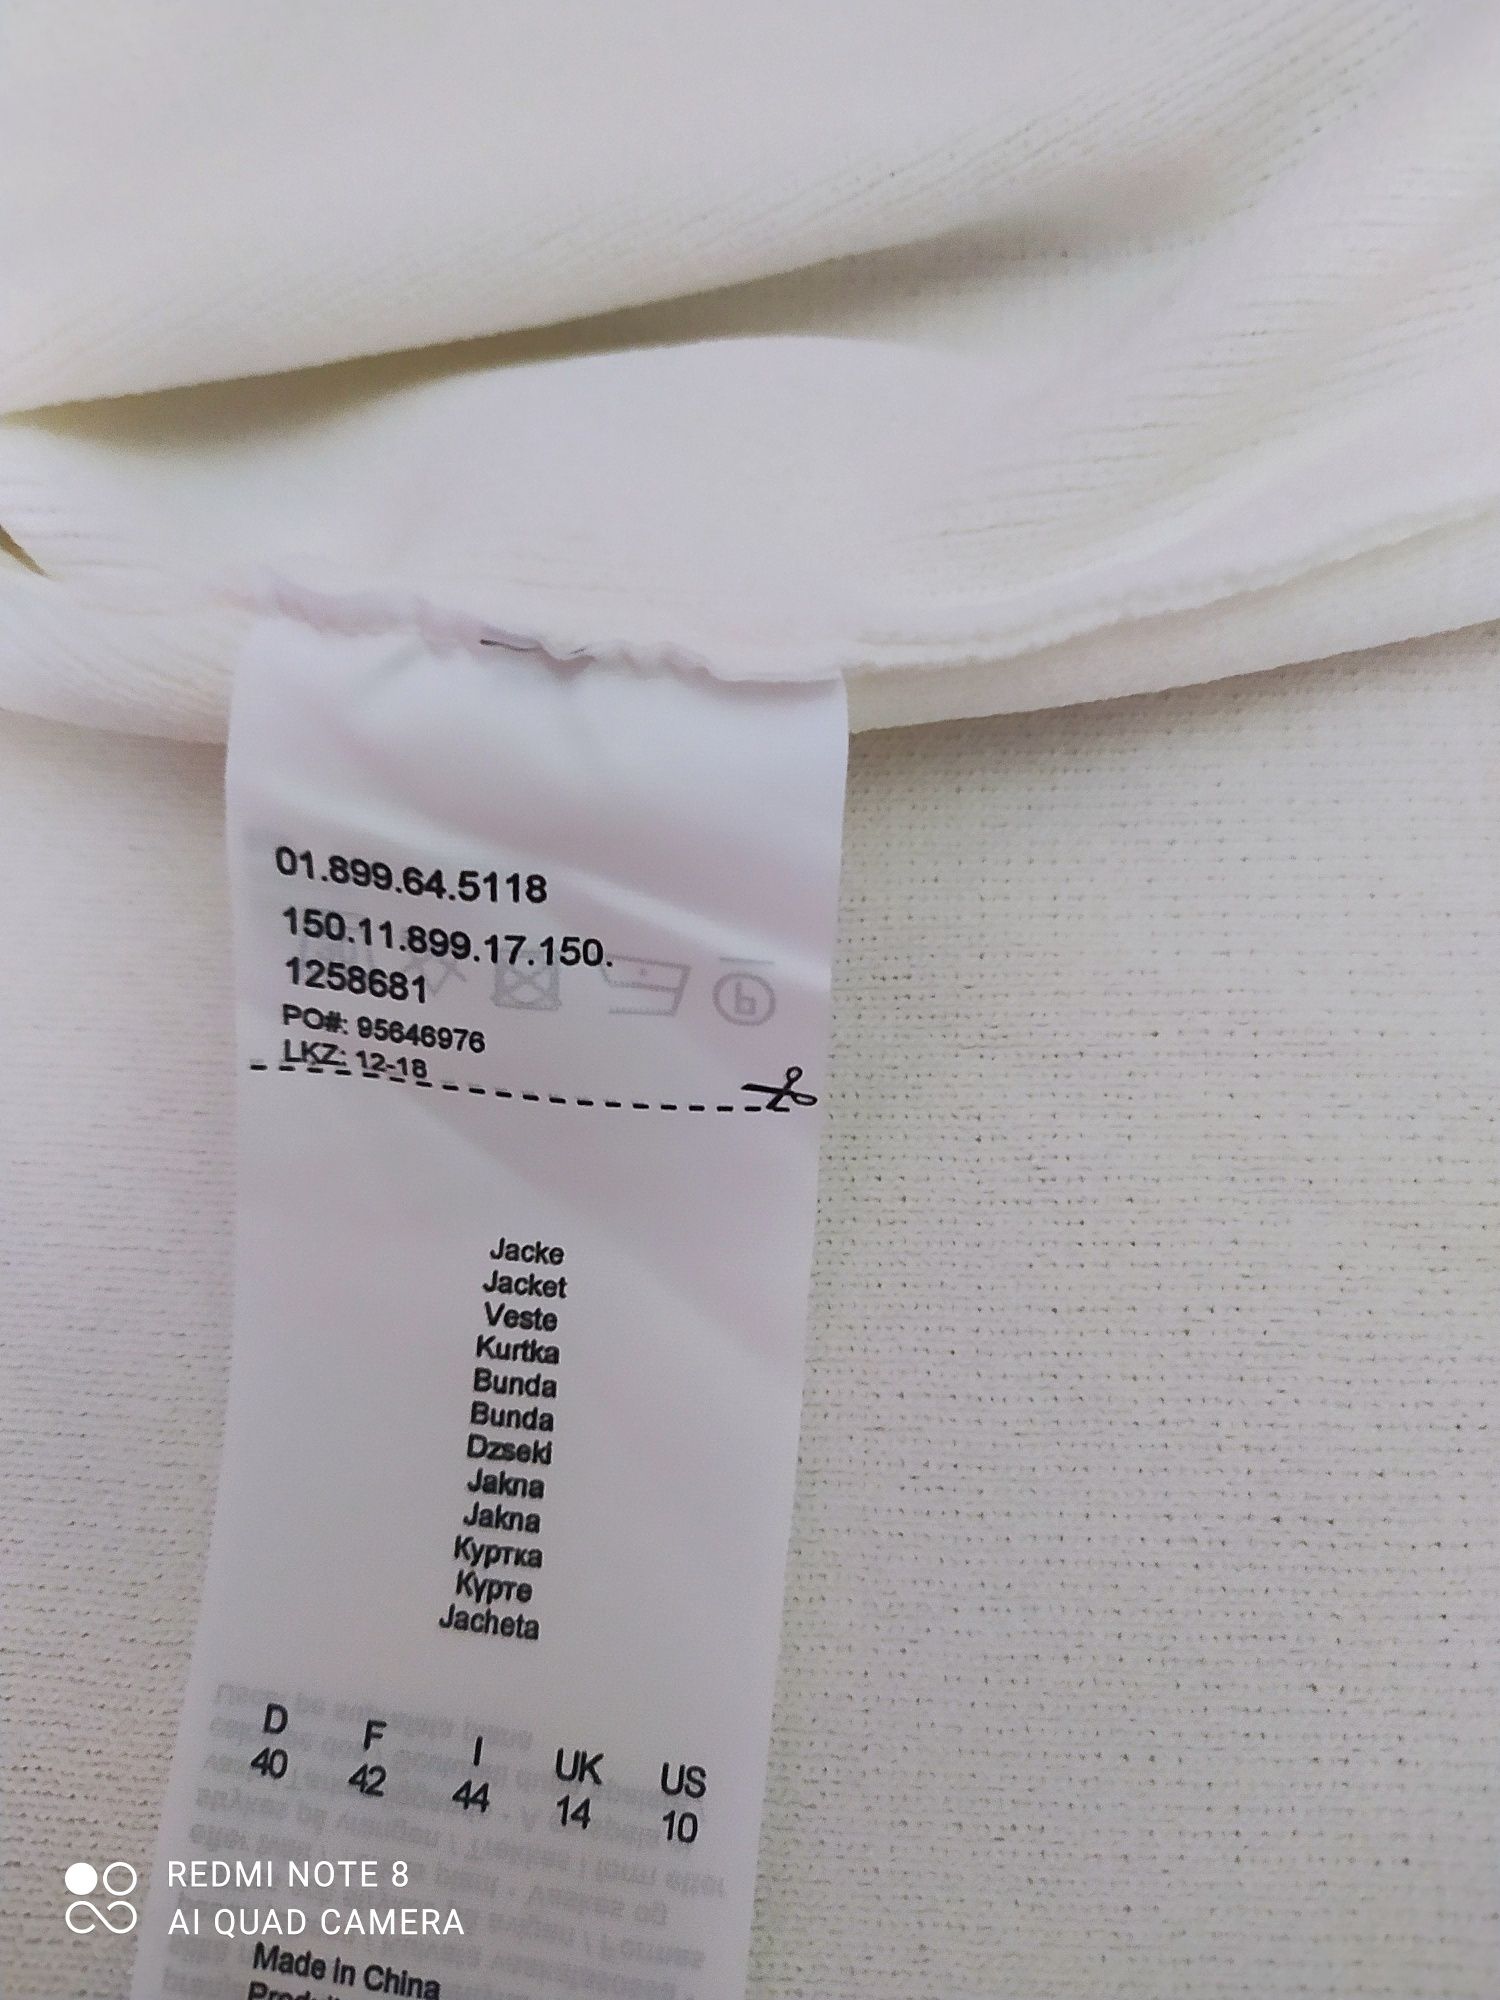 01.899.64.5118
150.11.899.17.150.
1258681
PO#: 95646976
LKZ: 12-18
Jacke
Jacket
Veste
Kurtka
Bunda
Bunda
Dzseki
Jakna
Jakna
Куртка
Курте
Jacheta
D F I UK US
40 42 44 14 10
REDMI NOTE 8
AI QUAD CAMERA
Made in China